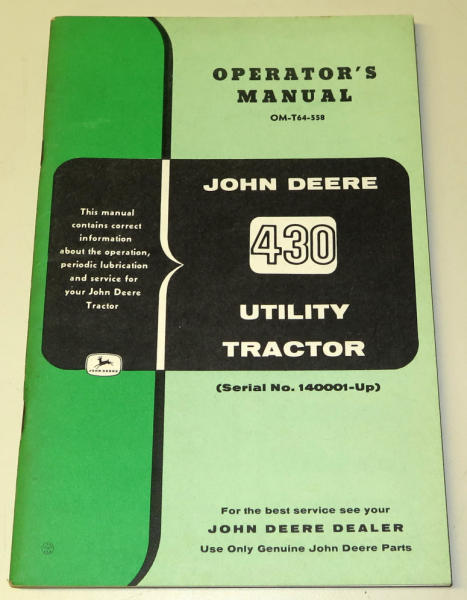 OPERATOR'S
MANUAL
OM-T64-558
This manual
contains correct
information
about the operation,
periodic lubrication
and service for
your John Deere
Tractor
JOHN DEERE
JOHN DEERE
430
UTILITY
TRACTOR
(Serial No. 140001-Up)
For the best service see your
JOHN DEERE DEALER
Use Only Genuine John Deere Parts